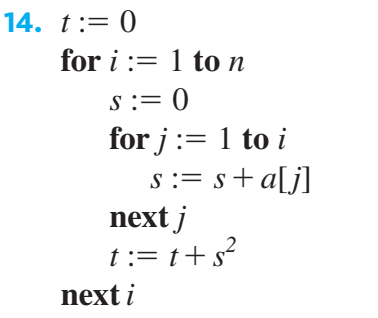 14. t := 0
for i := 1 to n
s := 0
for j := 1 to i
s := s + a[j]
next j
t := t + s²
next i